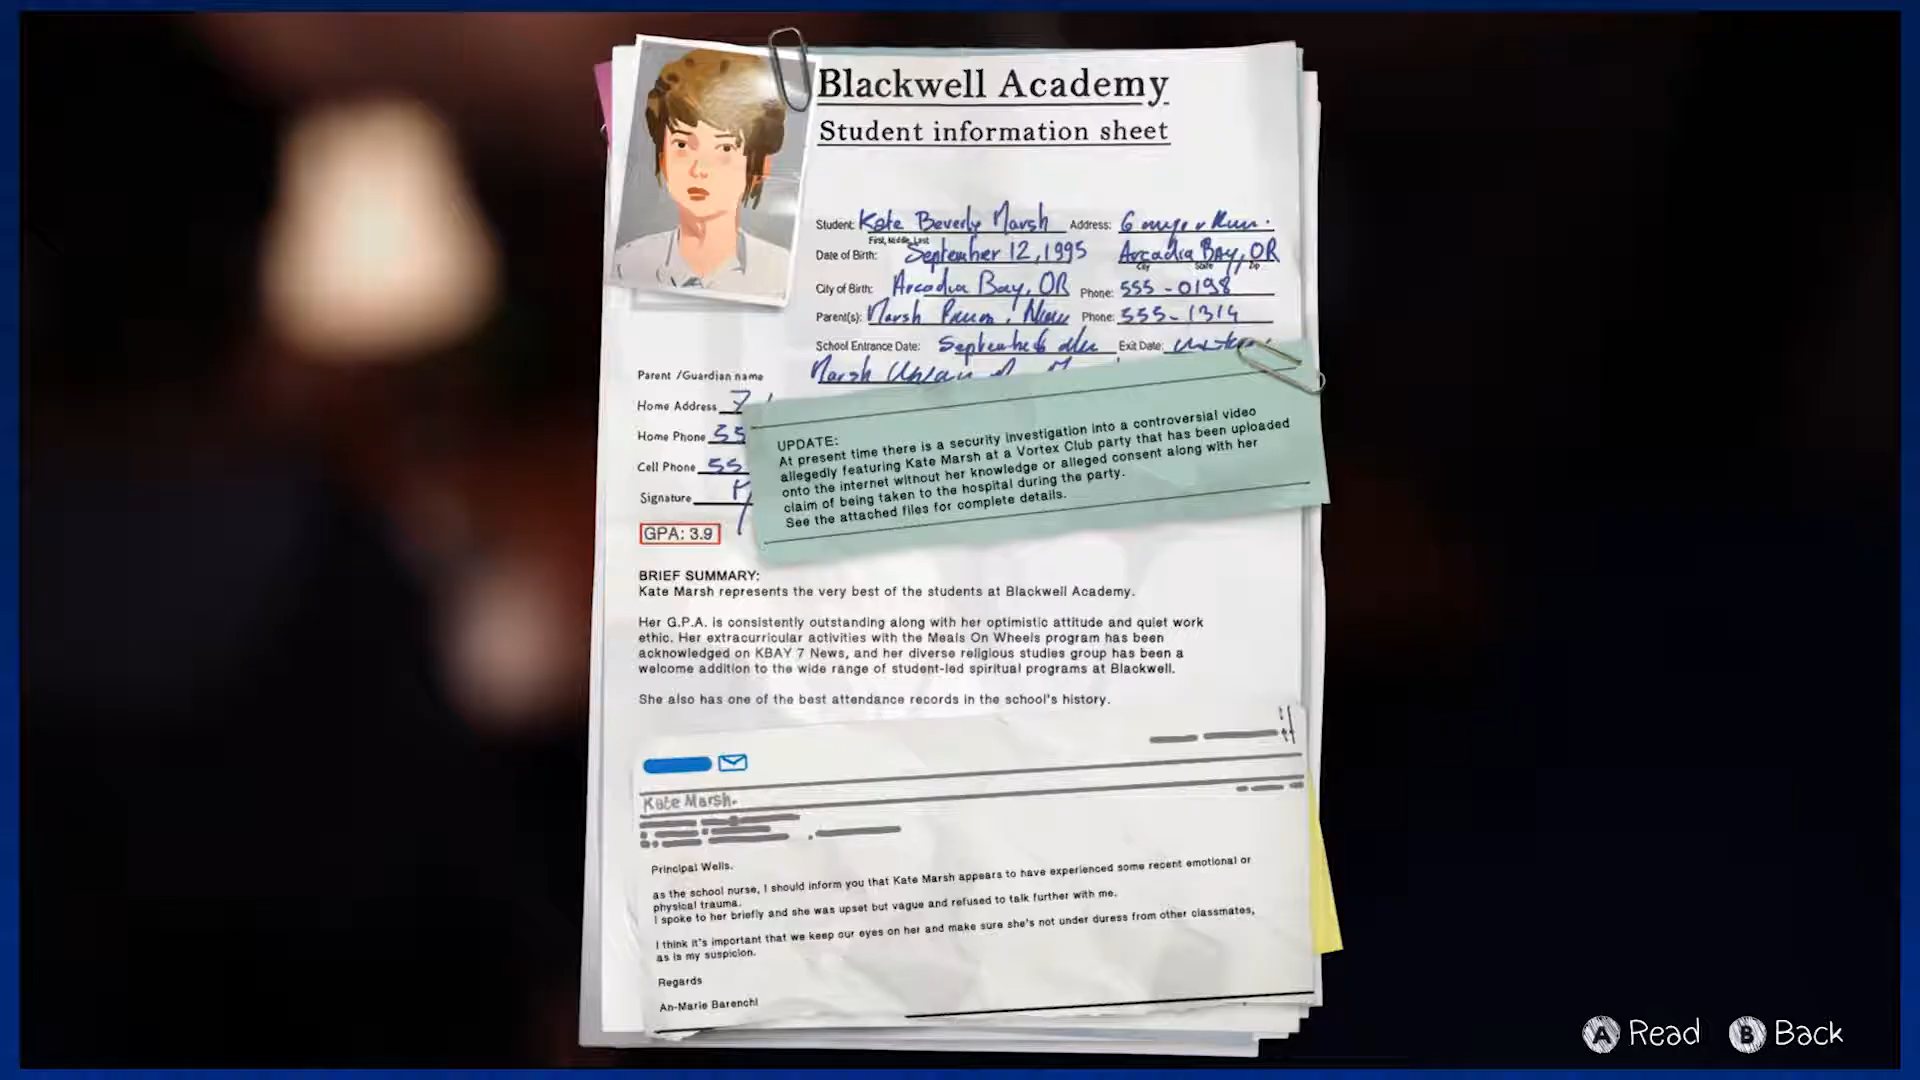 Blackwell Academy
Student information sheet
Student: Kate Beverly Marsh Address:
First, Middle, Last
Date of Birth: September 12, 1995 Arcadia Bay, OR
City State Zip
City of Birth: Arcadia Bay, OR Phone: 555-0198
Parent(s): Marsh Phone: 555-1314
School Entrance Date: Exit Date:
Parent /Guardian name Marsh
Home Address 7
Home Phone 55
Cell Phone 55
Signature
GPA: 3.9
UPDATE:
At present time there is a security investigation into a controversial video
allegedly featuring Kate Marsh at a Vortex Club party that has been uploaded
onto the internet without her knowledge or alleged consent along with her
claim of being taken to the hospital during the party.
See the attached files for complete details.
BRIEF SUMMARY:
Kate Marsh represents the very best of the students at Blackwell Academy.
Her G.P.A. is consistently outstanding along with her optimistic attitude and quiet work
ethic. Her extracurricular activities with the Meals On Wheels program has been
acknowledged on KBAY 7 News, and her diverse religious studies group has been a
welcome addition to the wide range of student-led spiritual programs at Blackwell.
She also has one of the best attendance records in the school's history.
Kate Marsh.
Principal Wells.
as the school nurse, I should inform you that Kate Marsh appears to have experienced some recent emotional or
physical trauma.
I spoke to her briefly and she was upset but vague and refused to talk further with me.
I think it's important that we keep our eyes on her and make sure she's not under duress from other classmates,
as is my suspicion.
Regards
An-Marie Barenchi
A Read B Back